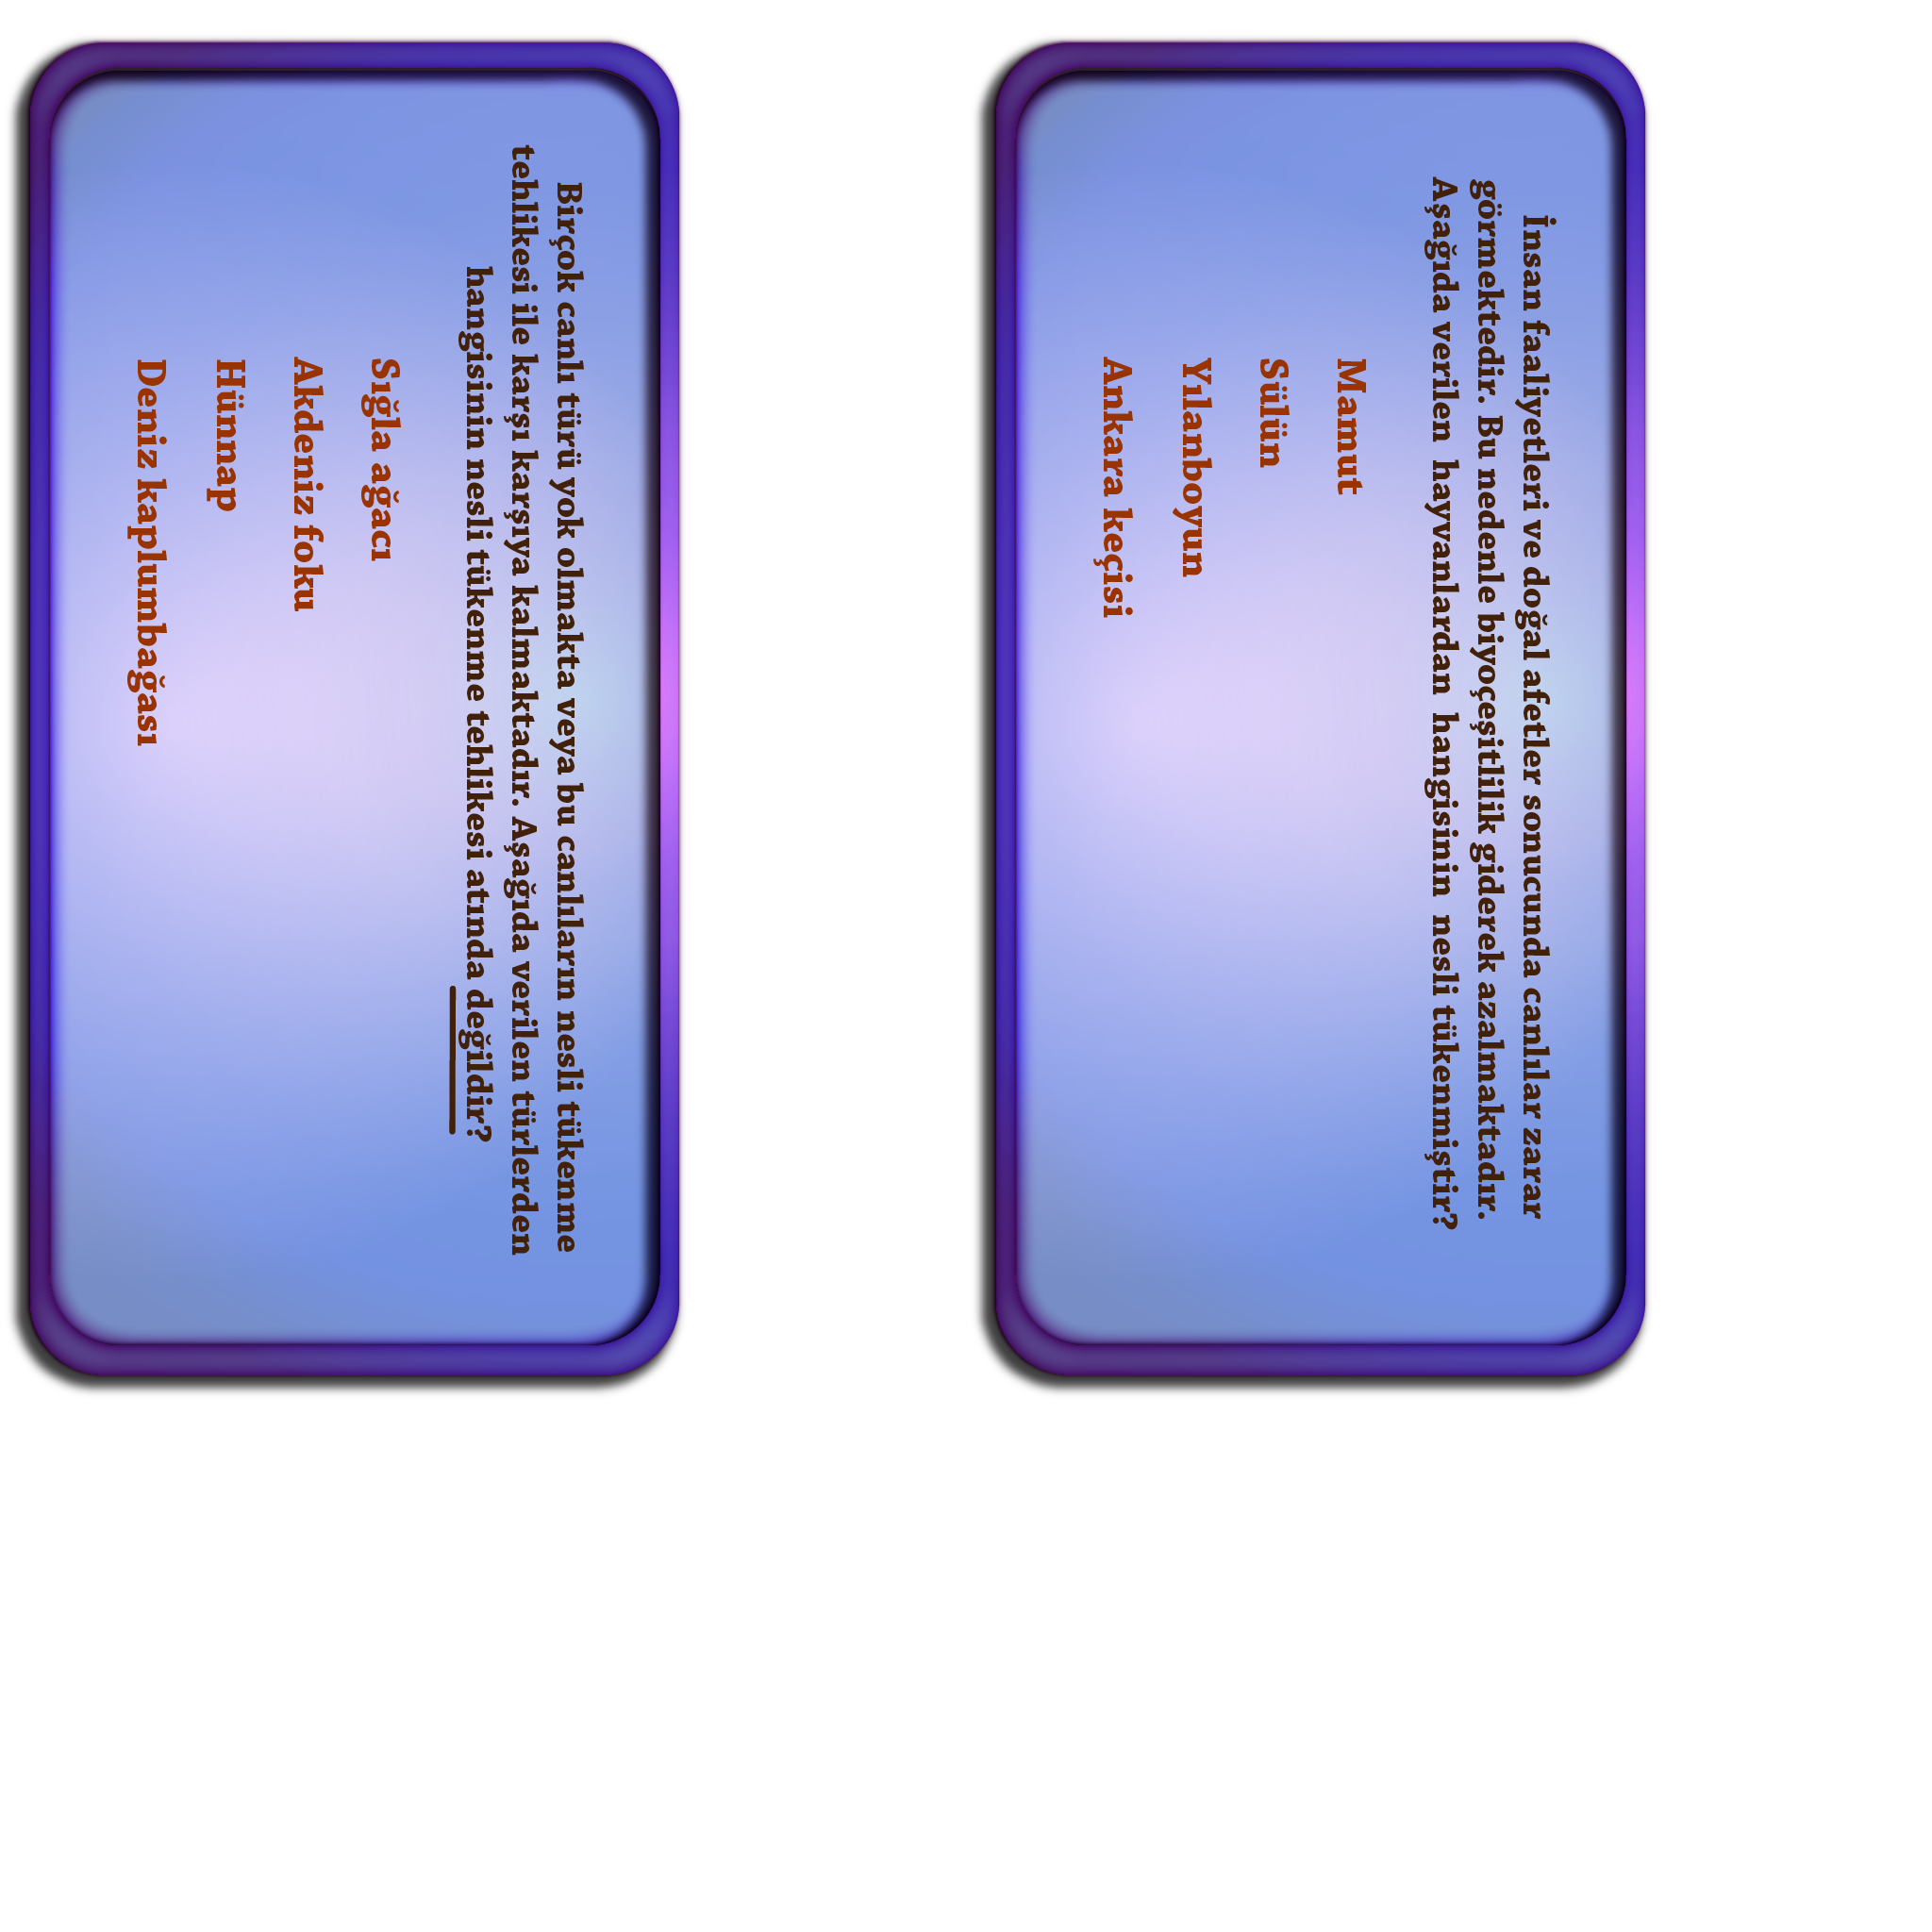 İnsan faaliyetleri ve doğal afetler sonucunda canlılar zarar
görmektedir. Bu nedenle biyoçeşitlilik giderek azalmaktadır.
Aşağıda verilen hayvanlardan hangisinin nesli tükenmiştir?
Mamut
Sülün
Yılanboyun
Ankara keçisi
Birçok canlı türü yok olmakta veya bu canlıların nesli tükenme
tehlikesi ile karşı karşıya kalmaktadır. Aşağıda verilen türlerden
hangisinin nesli tükenme tehlikesi atında değildir?
Sığla ağacı
Akdeniz foku
Hünnap
Deniz kaplumbağası